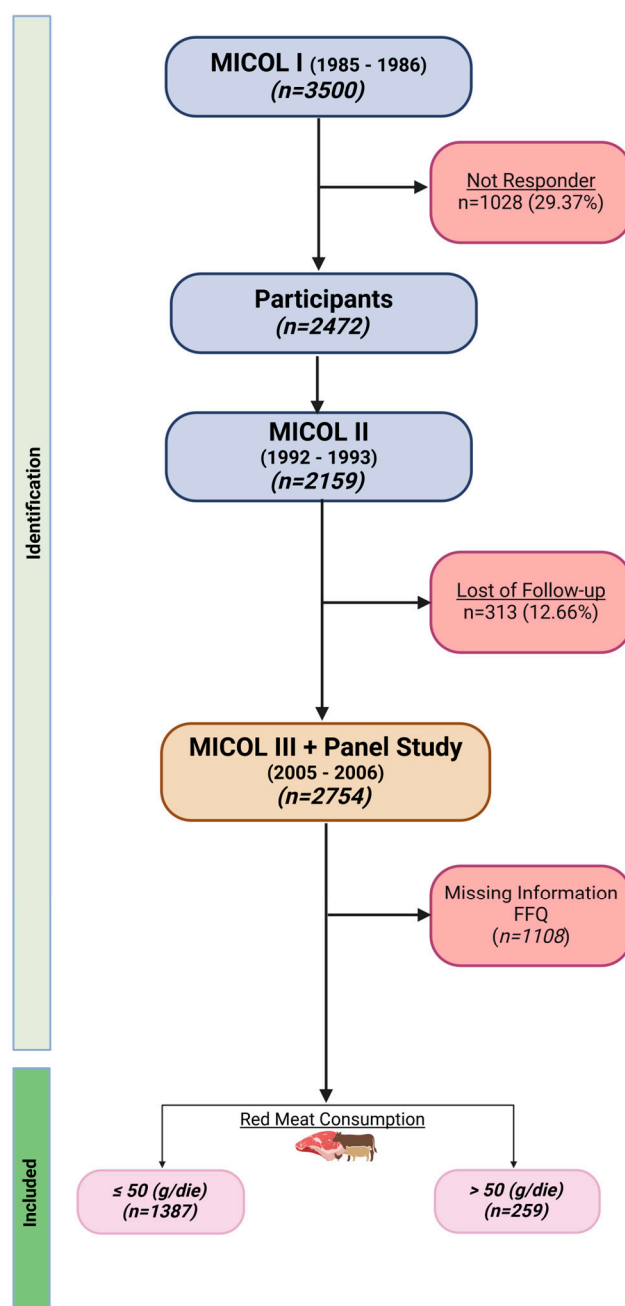 MICOL I (1985 - 1986)
(n=3500)
Not Responder
n=1028 (29.37%)
Participants
(n=2472)
MICOL II
(1992 - 1993)
(n=2159)
Identification
Lost of Follow-up
n=313 (12.66%)
MICOL III + Panel Study
(2005 - 2006)
(n=2754)
Missing Information
FFQ
(n=1108)
Included
Red Meat Consumption
≤ 50 (g/die)
(n=1387)
> 50 (g/die)
(n=259)